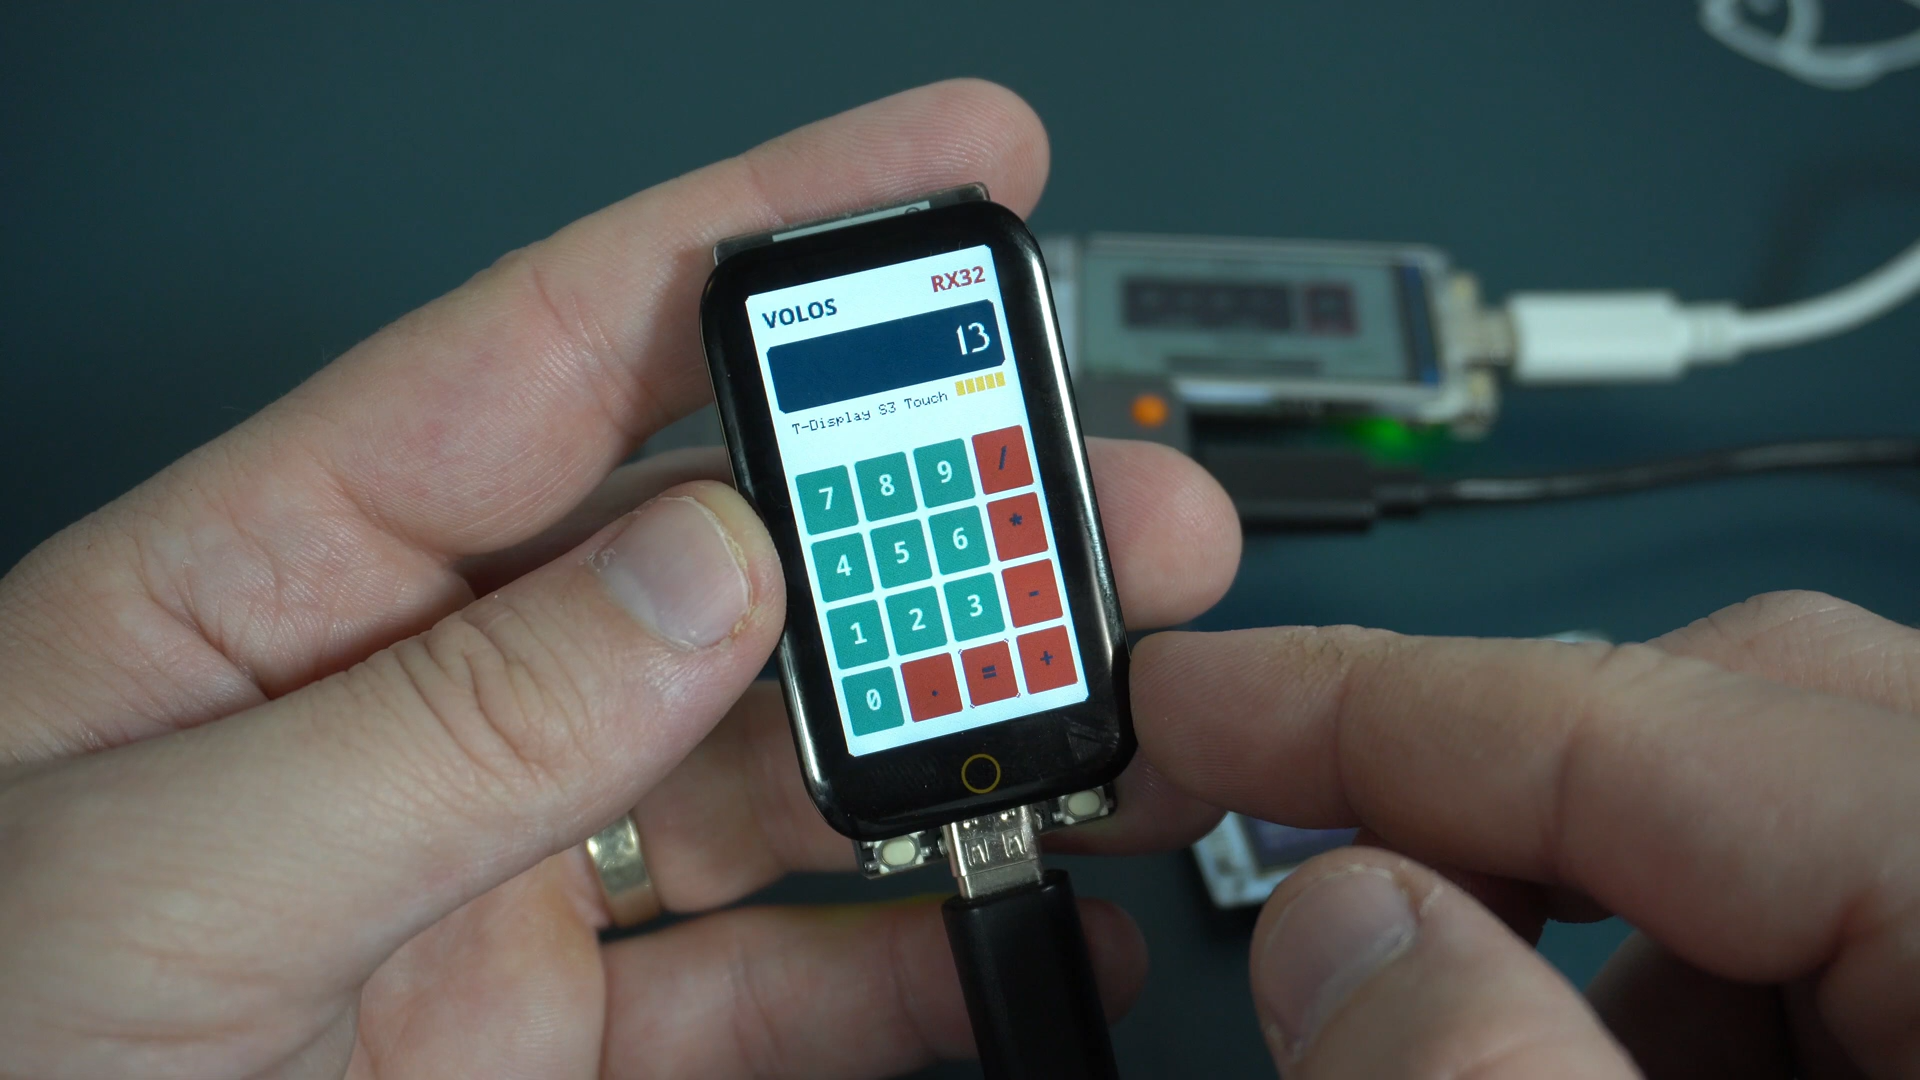 VOLOS RX32
13
T-Display S3 Touch
7 8 9 /
4 5 6 *
1 2 3 -
0 . = +